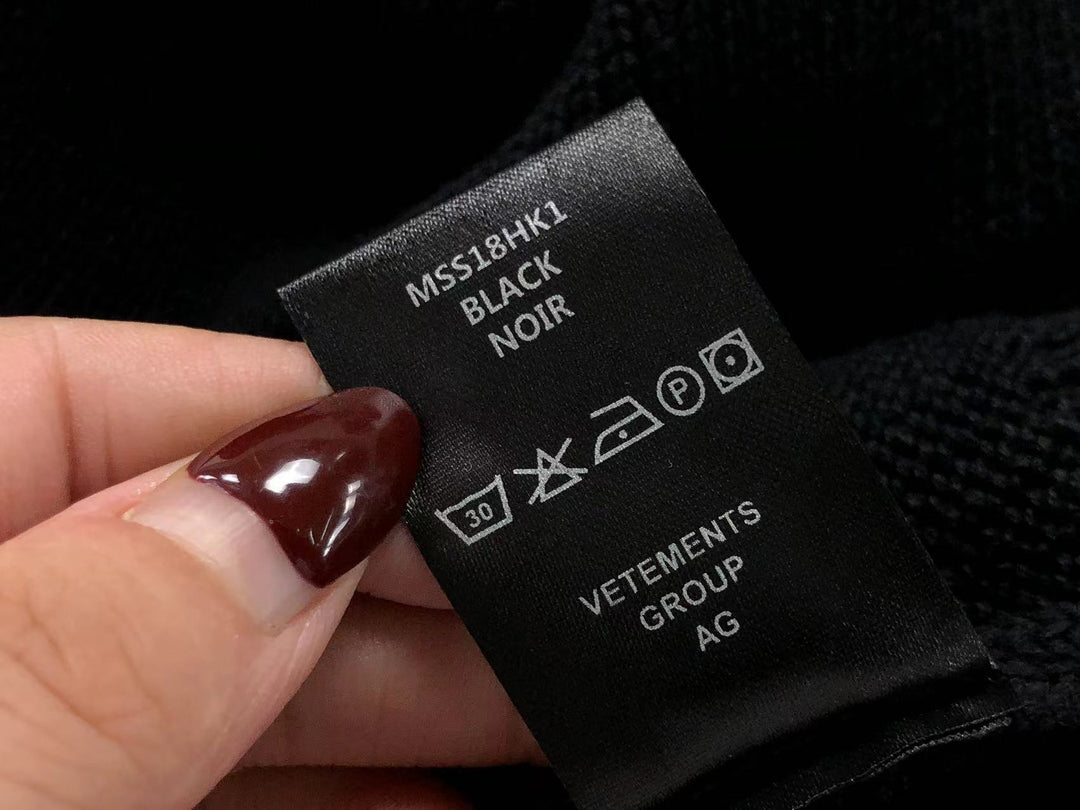 MSS18HK1
BLACK
NOIR
30 P
VETEMENTS
GROUP
AG